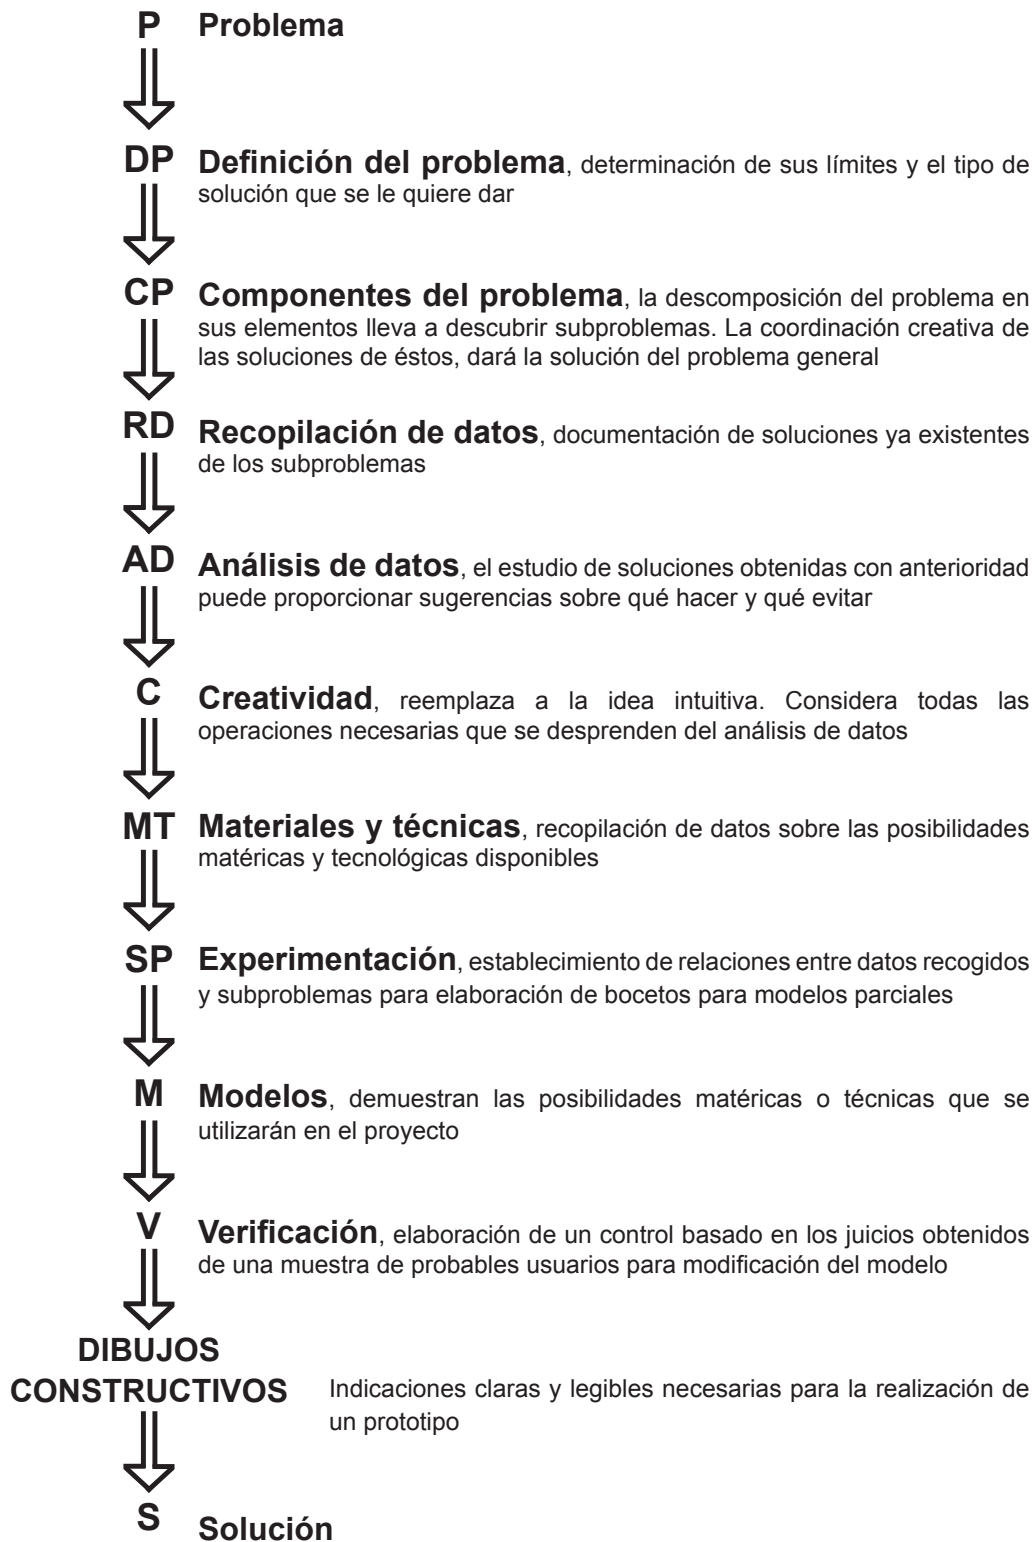 P Problema
DP Definición del problema, determinación de sus límites y el tipo de
solución que se le quiere dar
CP Componentes del problema, la descomposición del problema en
sus elementos lleva a descubrir subproblemas. La coordinación creativa de
las soluciones de éstos, dará la solución del problema general
RD Recopilación de datos, documentación de soluciones ya existentes
de los subproblemas
AD Análisis de datos, el estudio de soluciones obtenidas con anterioridad
puede proporcionar sugerencias sobre qué hacer y qué evitar
C Creatividad, reemplaza a la idea intuitiva. Considera todas las
operaciones necesarias que se desprenden del análisis de datos
MT Materiales y técnicas, recopilación de datos sobre las posibilidades
matéricas y tecnológicas disponibles
SP Experimentación, establecimiento de relaciones entre datos recogidos
y subproblemas para elaboración de bocetos para modelos parciales
M Modelos, demuestran las posibilidades matéricas o técnicas que se
utilizarán en el proyecto
V Verificación, elaboración de un control basado en los juicios obtenidos
de una muestra de probables usuarios para modificación del modelo
DIBUJOS
CONSTRUCTIVOS Indicaciones claras y legibles necesarias para la realización de
un prototipo
S Solución